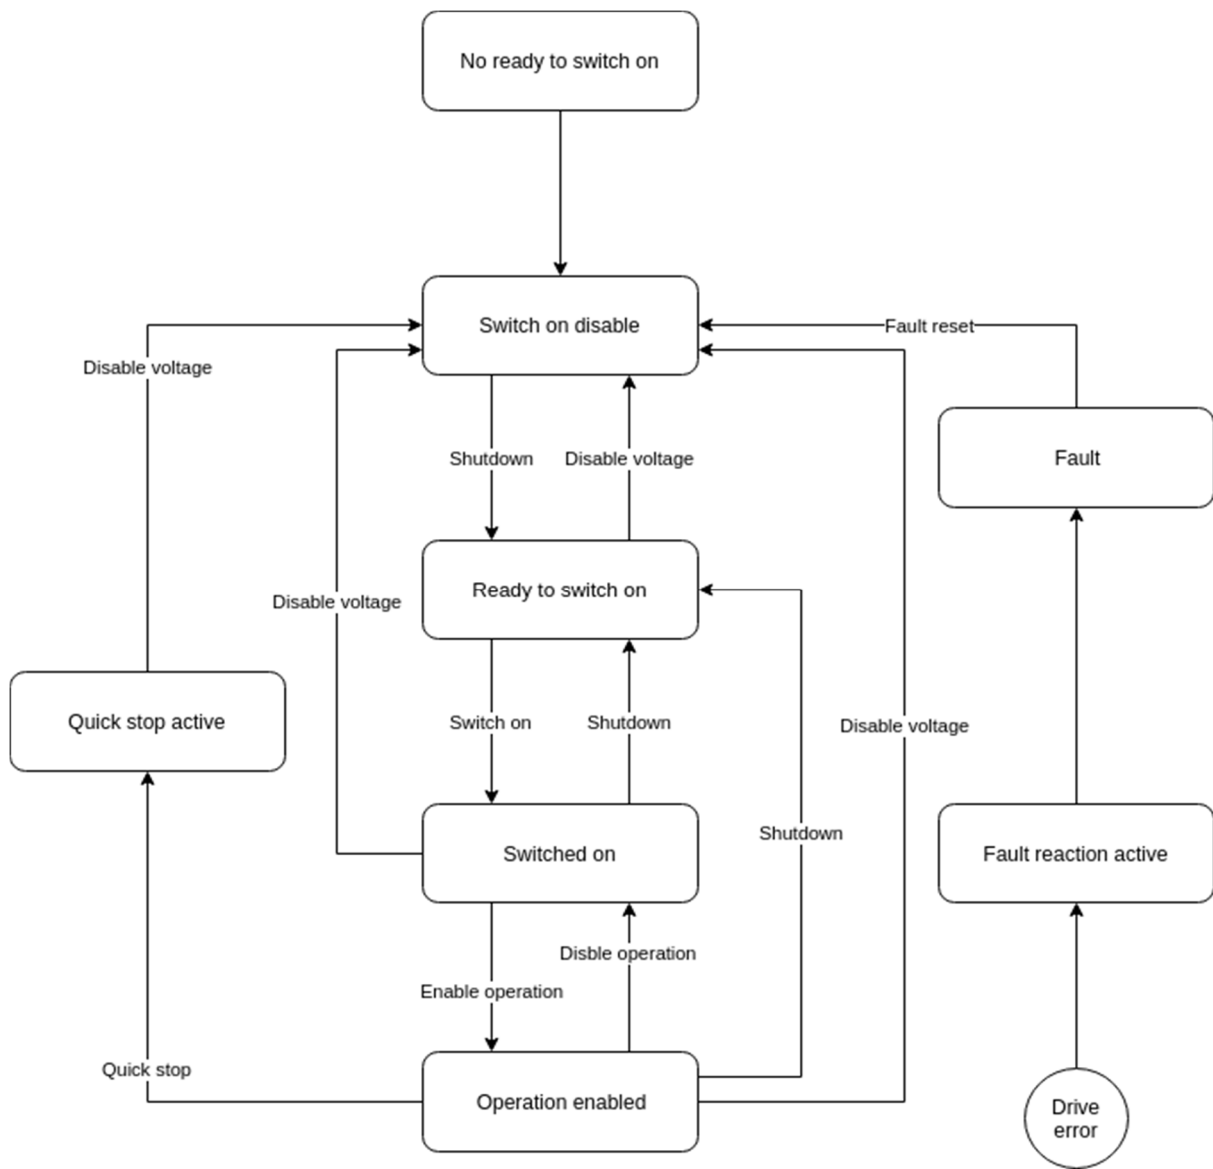 No ready to switch on
Switch on disable
Fault reset
Disable voltage
Shutdown
Disable voltage
Fault
Ready to switch on
Disable voltage
Quick stop active
Switch on
Shutdown
Disable voltage
Shutdown
Switched on
Fault reaction active
Disble operation
Enable operation
Quick stop
Operation enabled
Drive
error